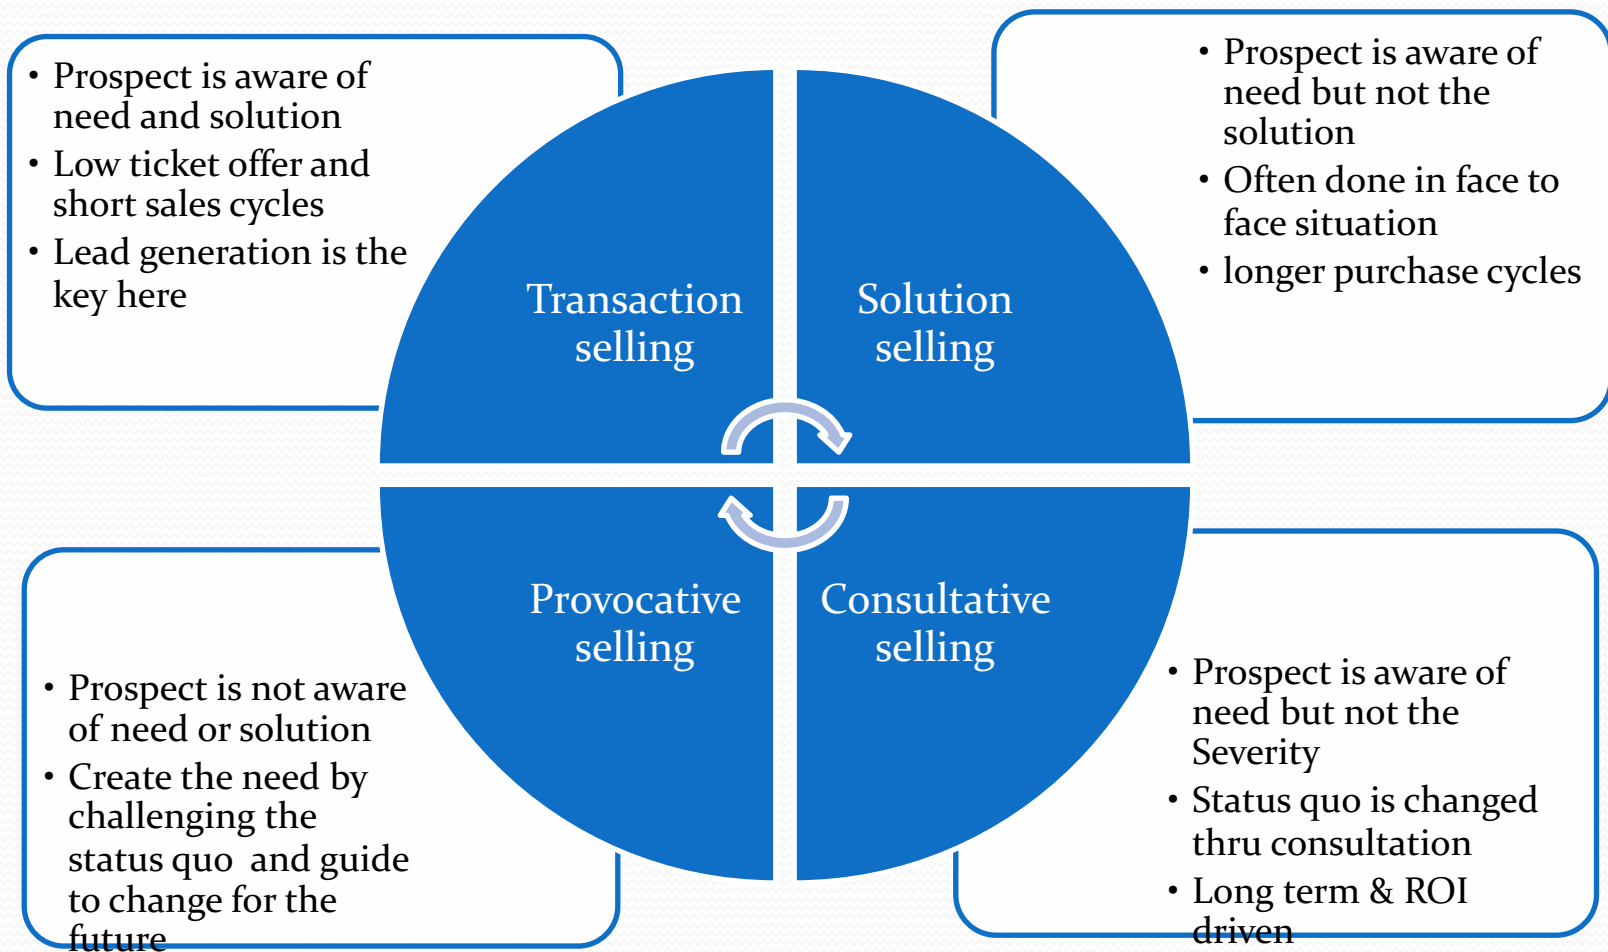 • Prospect is aware of
need and solution
• Low ticket offer and
short sales cycles
• Lead generation is the
key here
• Prospect is aware of
need but not the
solution
• Often done in face to
face situation
• longer purchase cycles
Transaction
selling
Solution
selling
Provocative
selling
Consultative
selling
• Prospect is not aware
of need or solution
• Create the need by
challenging the
status quo and guide
to change for the
future
• Prospect is aware of
need but not the
Severity
• Status quo is changed
thru consultation
• Long term & ROI
driven